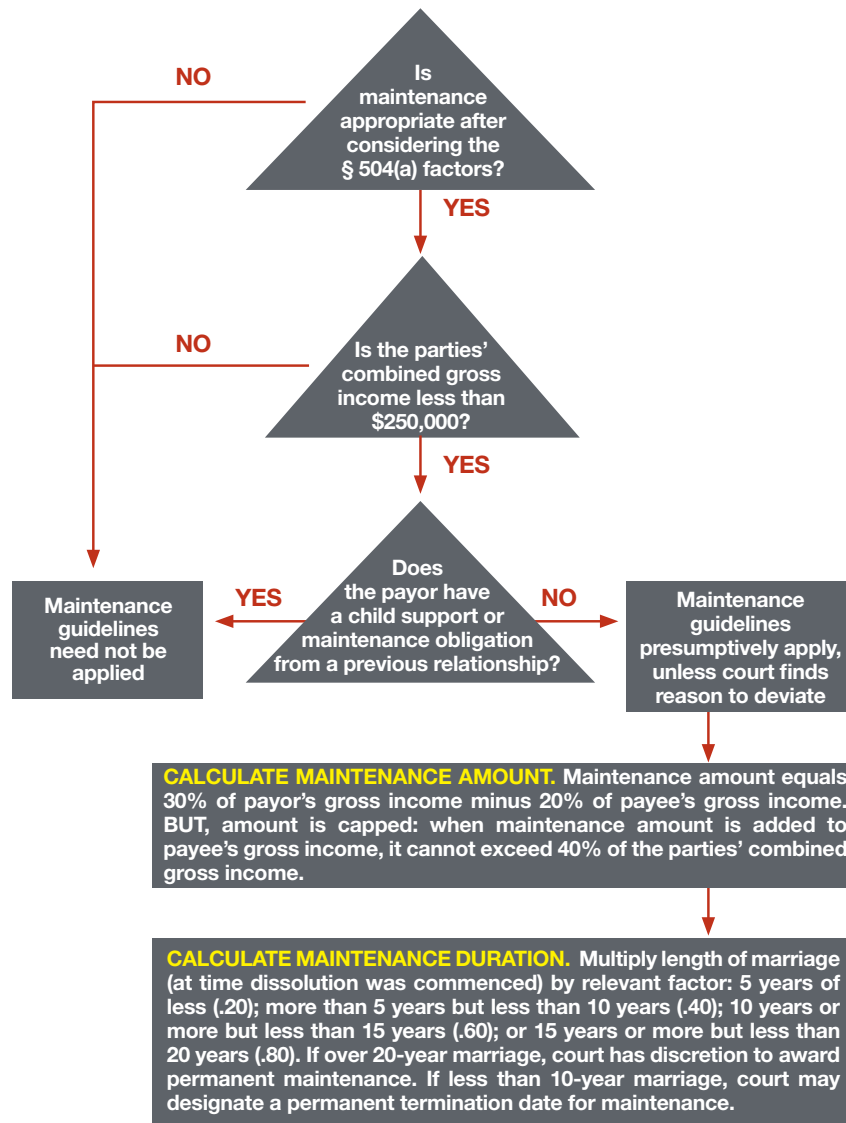 Is
maintenance
appropriate after
considering the
§ 504(a) factors?
NO
YES
Is the parties'
combined gross
income less than
$250,000?
NO
YES
Does
the payor have
a child support or
maintenance obligation
from a previous relationship?
YES
NO
Maintenance
guidelines
need not be
applied
Maintenance
guidelines
presumptively apply,
unless court finds
reason to deviate
CALCULATE MAINTENANCE AMOUNT. Maintenance amount equals
30% of payor's gross income minus 20% of payee's gross income.
BUT, amount is capped: when maintenance amount is added to
payee's gross income, it cannot exceed 40% of the parties' combined
gross income.
CALCULATE MAINTENANCE DURATION. Multiply length of marriage
(at time dissolution was commenced) by relevant factor: 5 years of
less (.20); more than 5 years but less than 10 years (.40); 10 years or
more but less than 15 years (.60); or 15 years or more but less than
20 years (.80). If over 20-year marriage, court has discretion to award
permanent maintenance. If less than 10-year marriage, court may
designate a permanent termination date for maintenance.